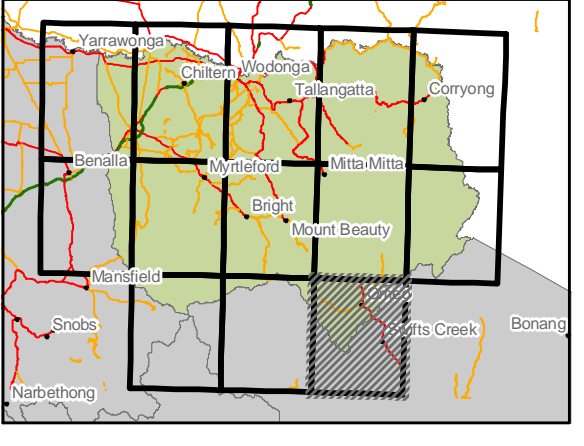 Yarrawonga
Wodonga
Chiltern
Tallangatta
Corryong
Benalla
Myrtleford
Mitta Mitta
Bright
Mount Beauty
Mansfield
Omeo
Snobs
Swifts Creek
Bonang
Narbethong